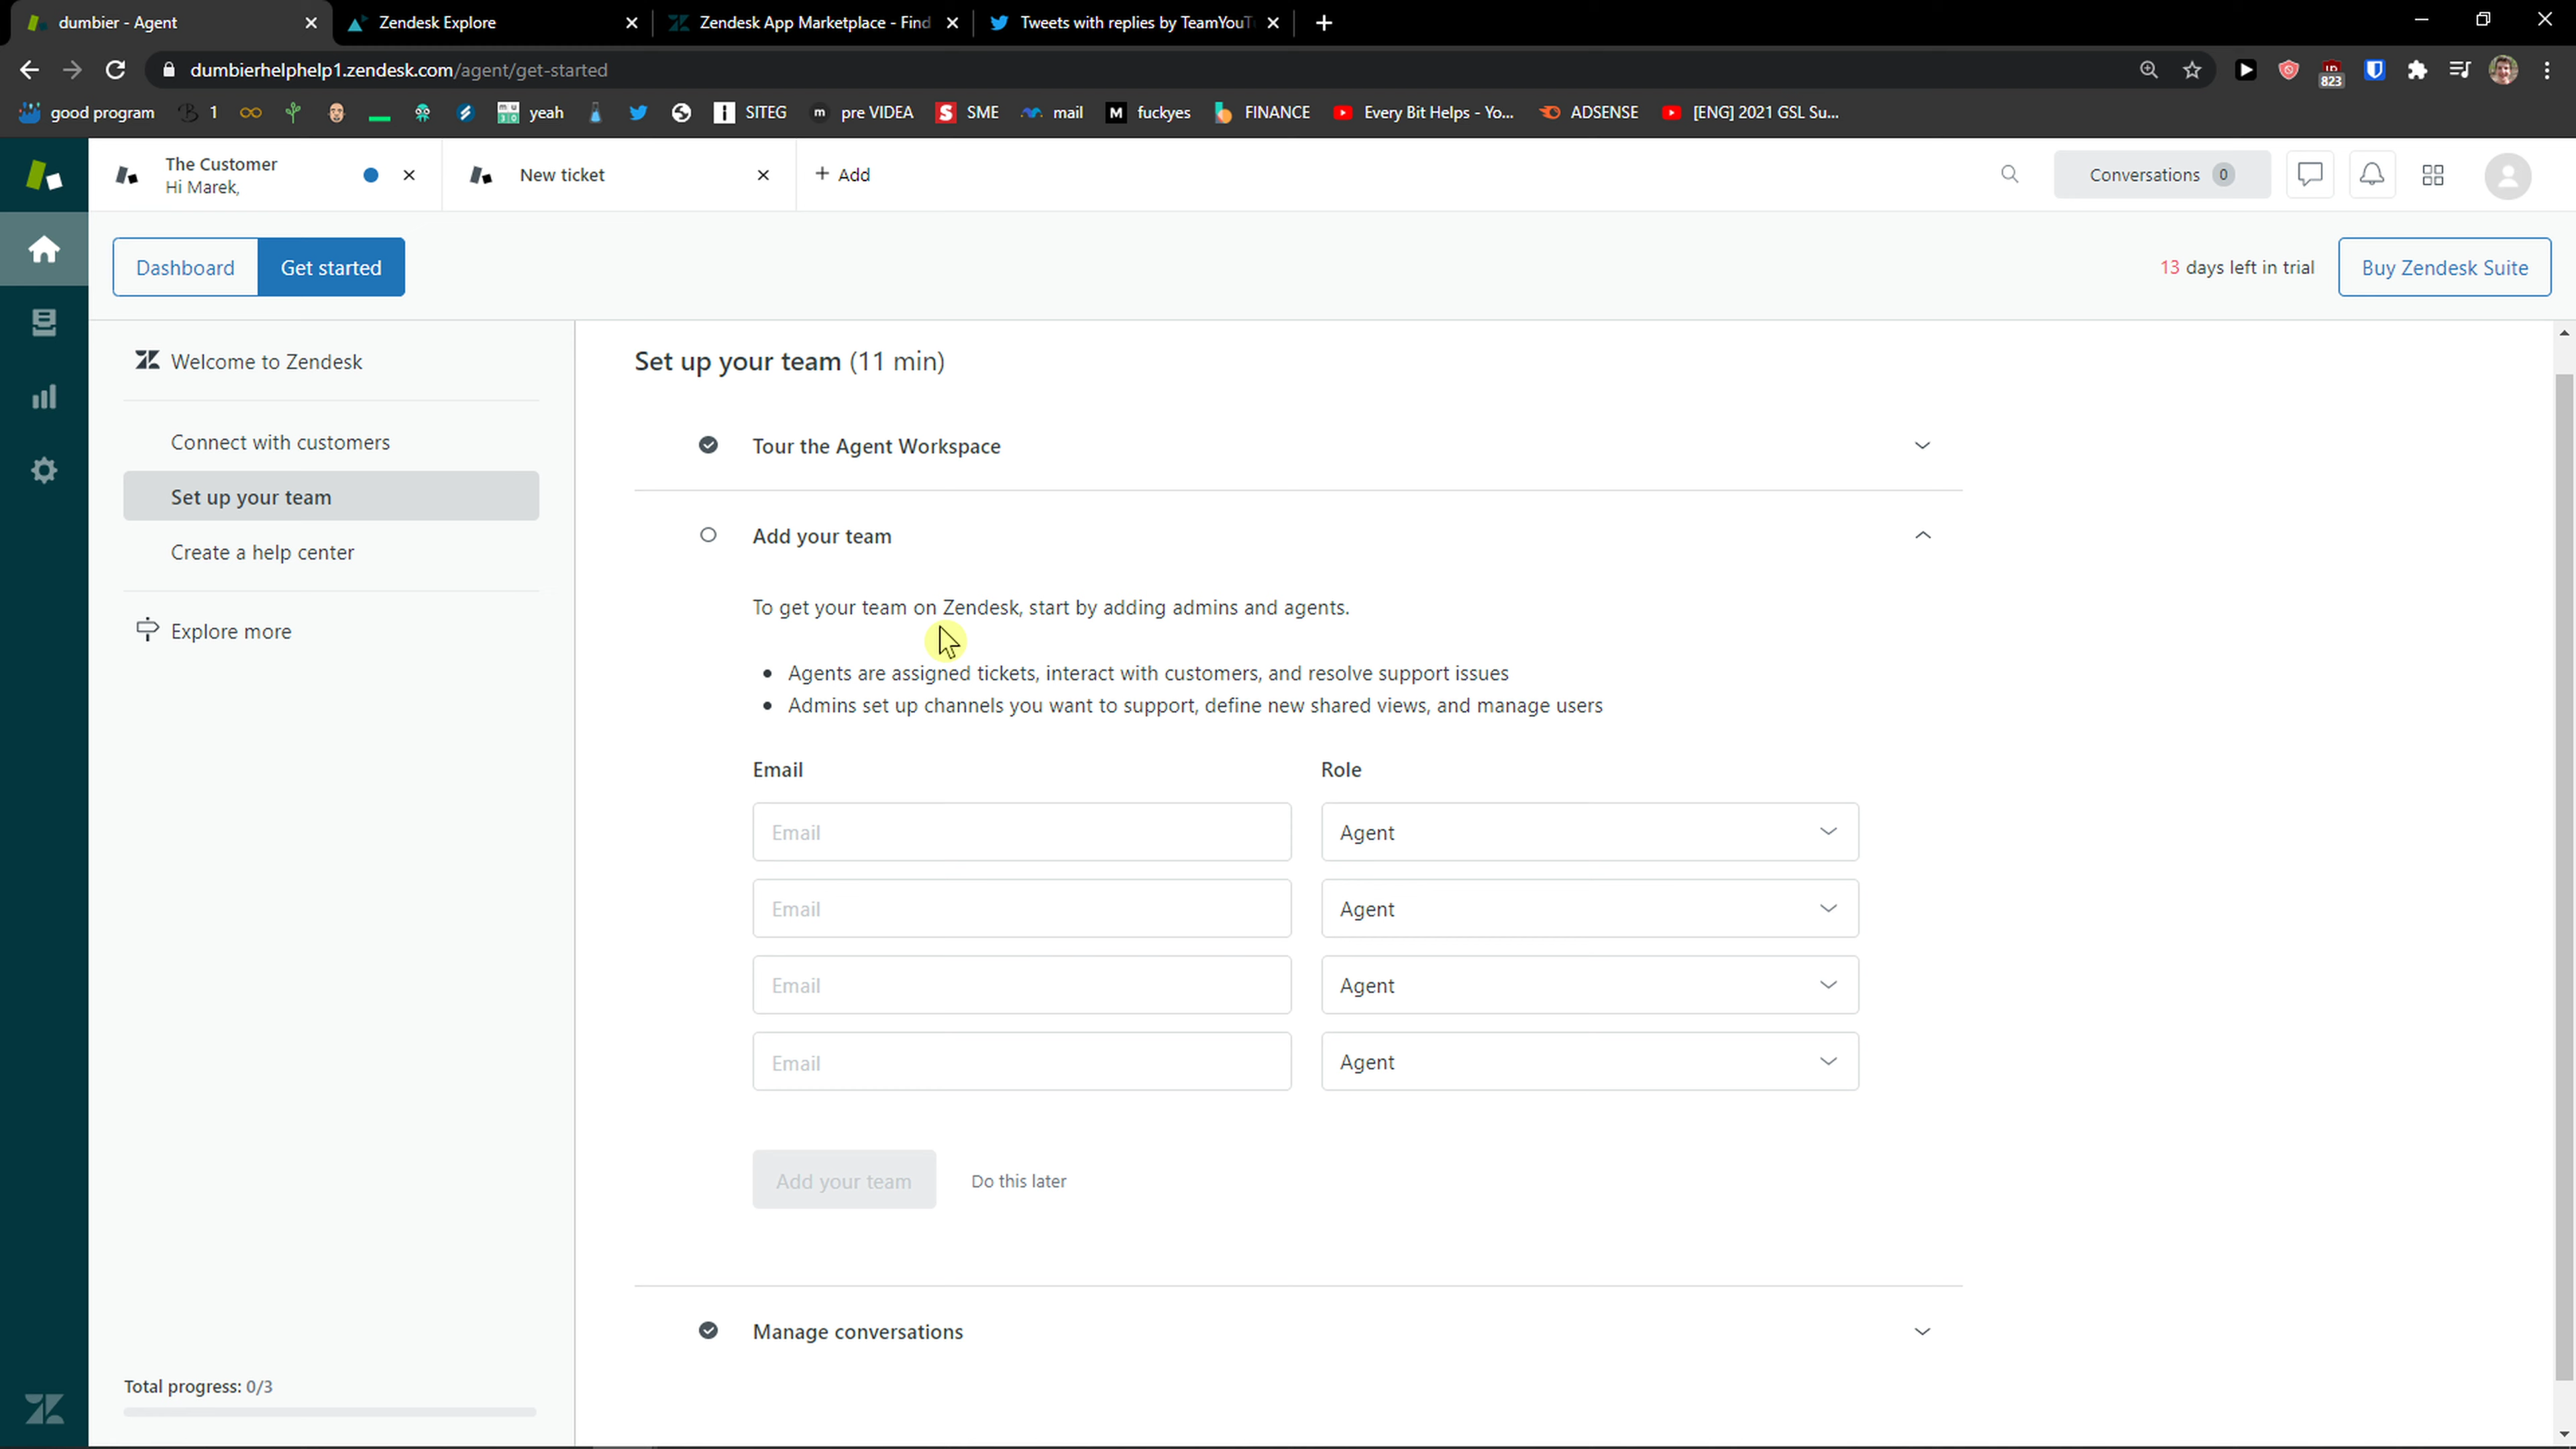 dumbier - Agent
Zendesk Explore
Zendesk App Marketplace - Find
Tweets with replies by TeamYouT
dumbierhelphelp1.zendesk.com/agent/get-started
823
good program
1
yeah
SITEG
pre VIDEA
SME
mail
fuckyes
FINANCE
Every Bit Helps - Yo...
ADSENSE
[ENG] 2021 GSL Su...
The Customer
Hi Marek,
New ticket
+ Add
Conversations 0
Dashboard
Get started
13 days left in trial
Buy Zendesk Suite
Welcome to Zendesk
Connect with customers
Set up your team
Create a help center
Explore more
Total progress: 0/3
Set up your team (11 min)
Tour the Agent Workspace
Add your team
To get your team on Zendesk, start by adding admins and agents.
• Agents are assigned tickets, interact with customers, and resolve support issues
• Admins set up channels you want to support, define new shared views, and manage users
Email Role
Email Agent
Email Agent
Email Agent
Email Agent
Add your team Do this later
Manage conversations